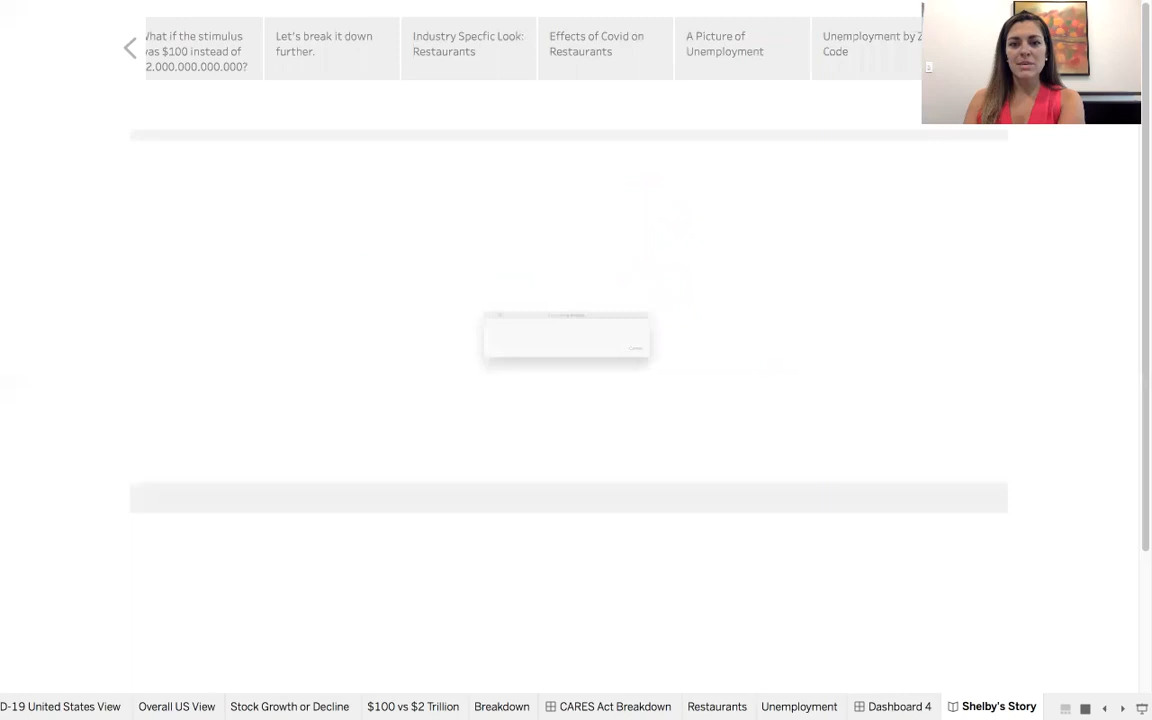 What if the stimulus
was $100 instead of
2,000,000,000,000?
Let's break it down
further.
Industry Specfic Look:
Restaurants
Effects of Covid on
Restaurants
A Picture of
Unemployment
Unemployment by Z
Code
D-19 United States View
Overall US View
Stock Growth or Decline
$100 vs $2 Trillion
Breakdown
CARES Act Breakdown
Restaurants
Unemployment
Dashboard 4
Shelby's Story